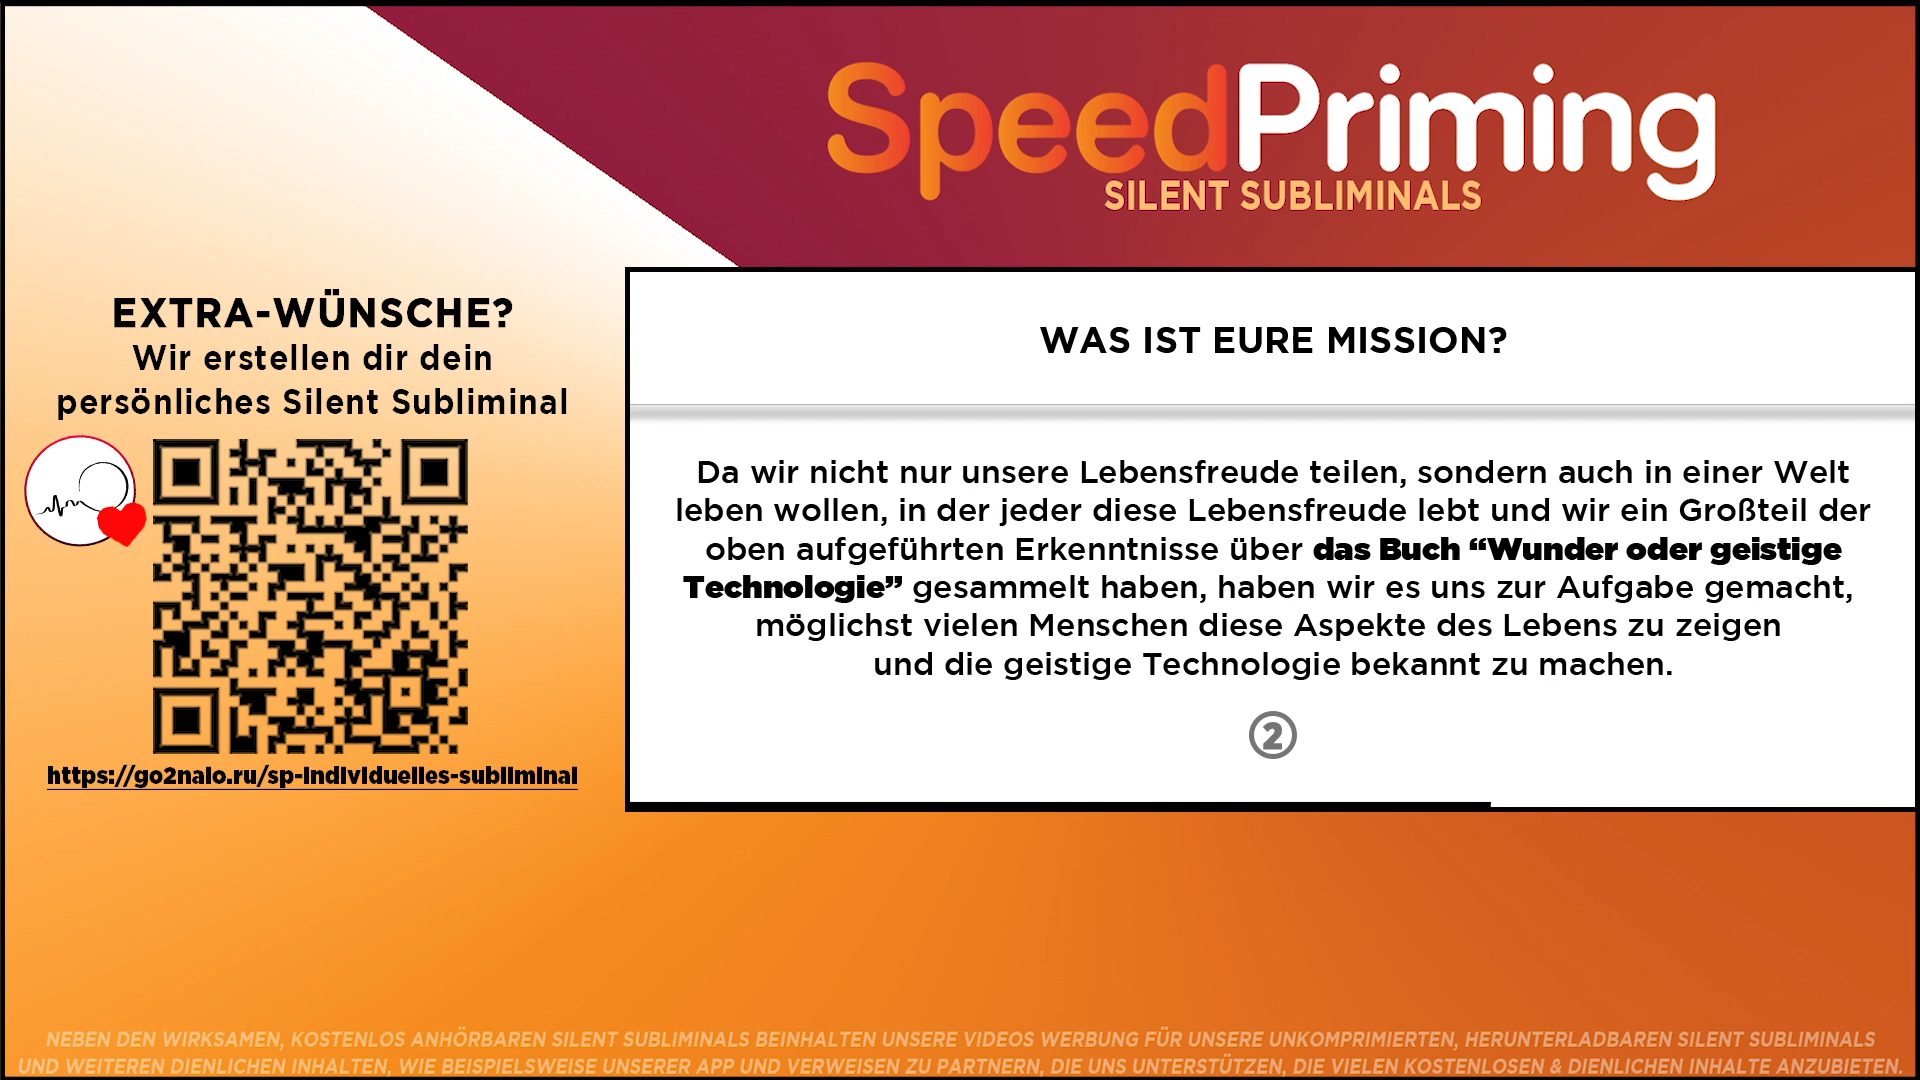 SpeedPriming
SILENT SUBLIMINALS
EXTRA-WÜNSCHE?
Wir erstellen dir dein
persönliches Silent Subliminal
https://go2nalo.ru/sp-individuelles-subliminal
WAS IST EURE MISSION?
Da wir nicht nur unsere Lebensfreude teilen, sondern auch in einer Welt
leben wollen, in der jeder diese Lebensfreude lebt und wir ein Großteil der
oben aufgeführten Erkenntnisse über das Buch “Wunder oder geistige
Technologie” gesammelt haben, haben wir es uns zur Aufgabe gemacht,
möglichst vielen Menschen diese Aspekte des Lebens zu zeigen
und die geistige Technologie bekannt zu machen.
2
NEBEN DEN WIRKSAMEN, KOSTENLOS ANHÖRBAREN SILENT SUBLIMINALS BEINHALTEN UNSERE VIDEOS WERBUNG FÜR UNSERE UNKOMPRIMIERTEN, HERUNTERLADBAREN SILENT SUBLIMINALS
UND WEITEREN DIENLICHEN INHALTEN, WIE BEISPIELSWEISE UNSERER APP UND VERWEISEN ZU PARTNERN, DIE UNS UNTERSTÜTZEN, DIE VIELEN KOSTENLOSEN & DIENLICHEN INHALTE ANZUBIETEN.